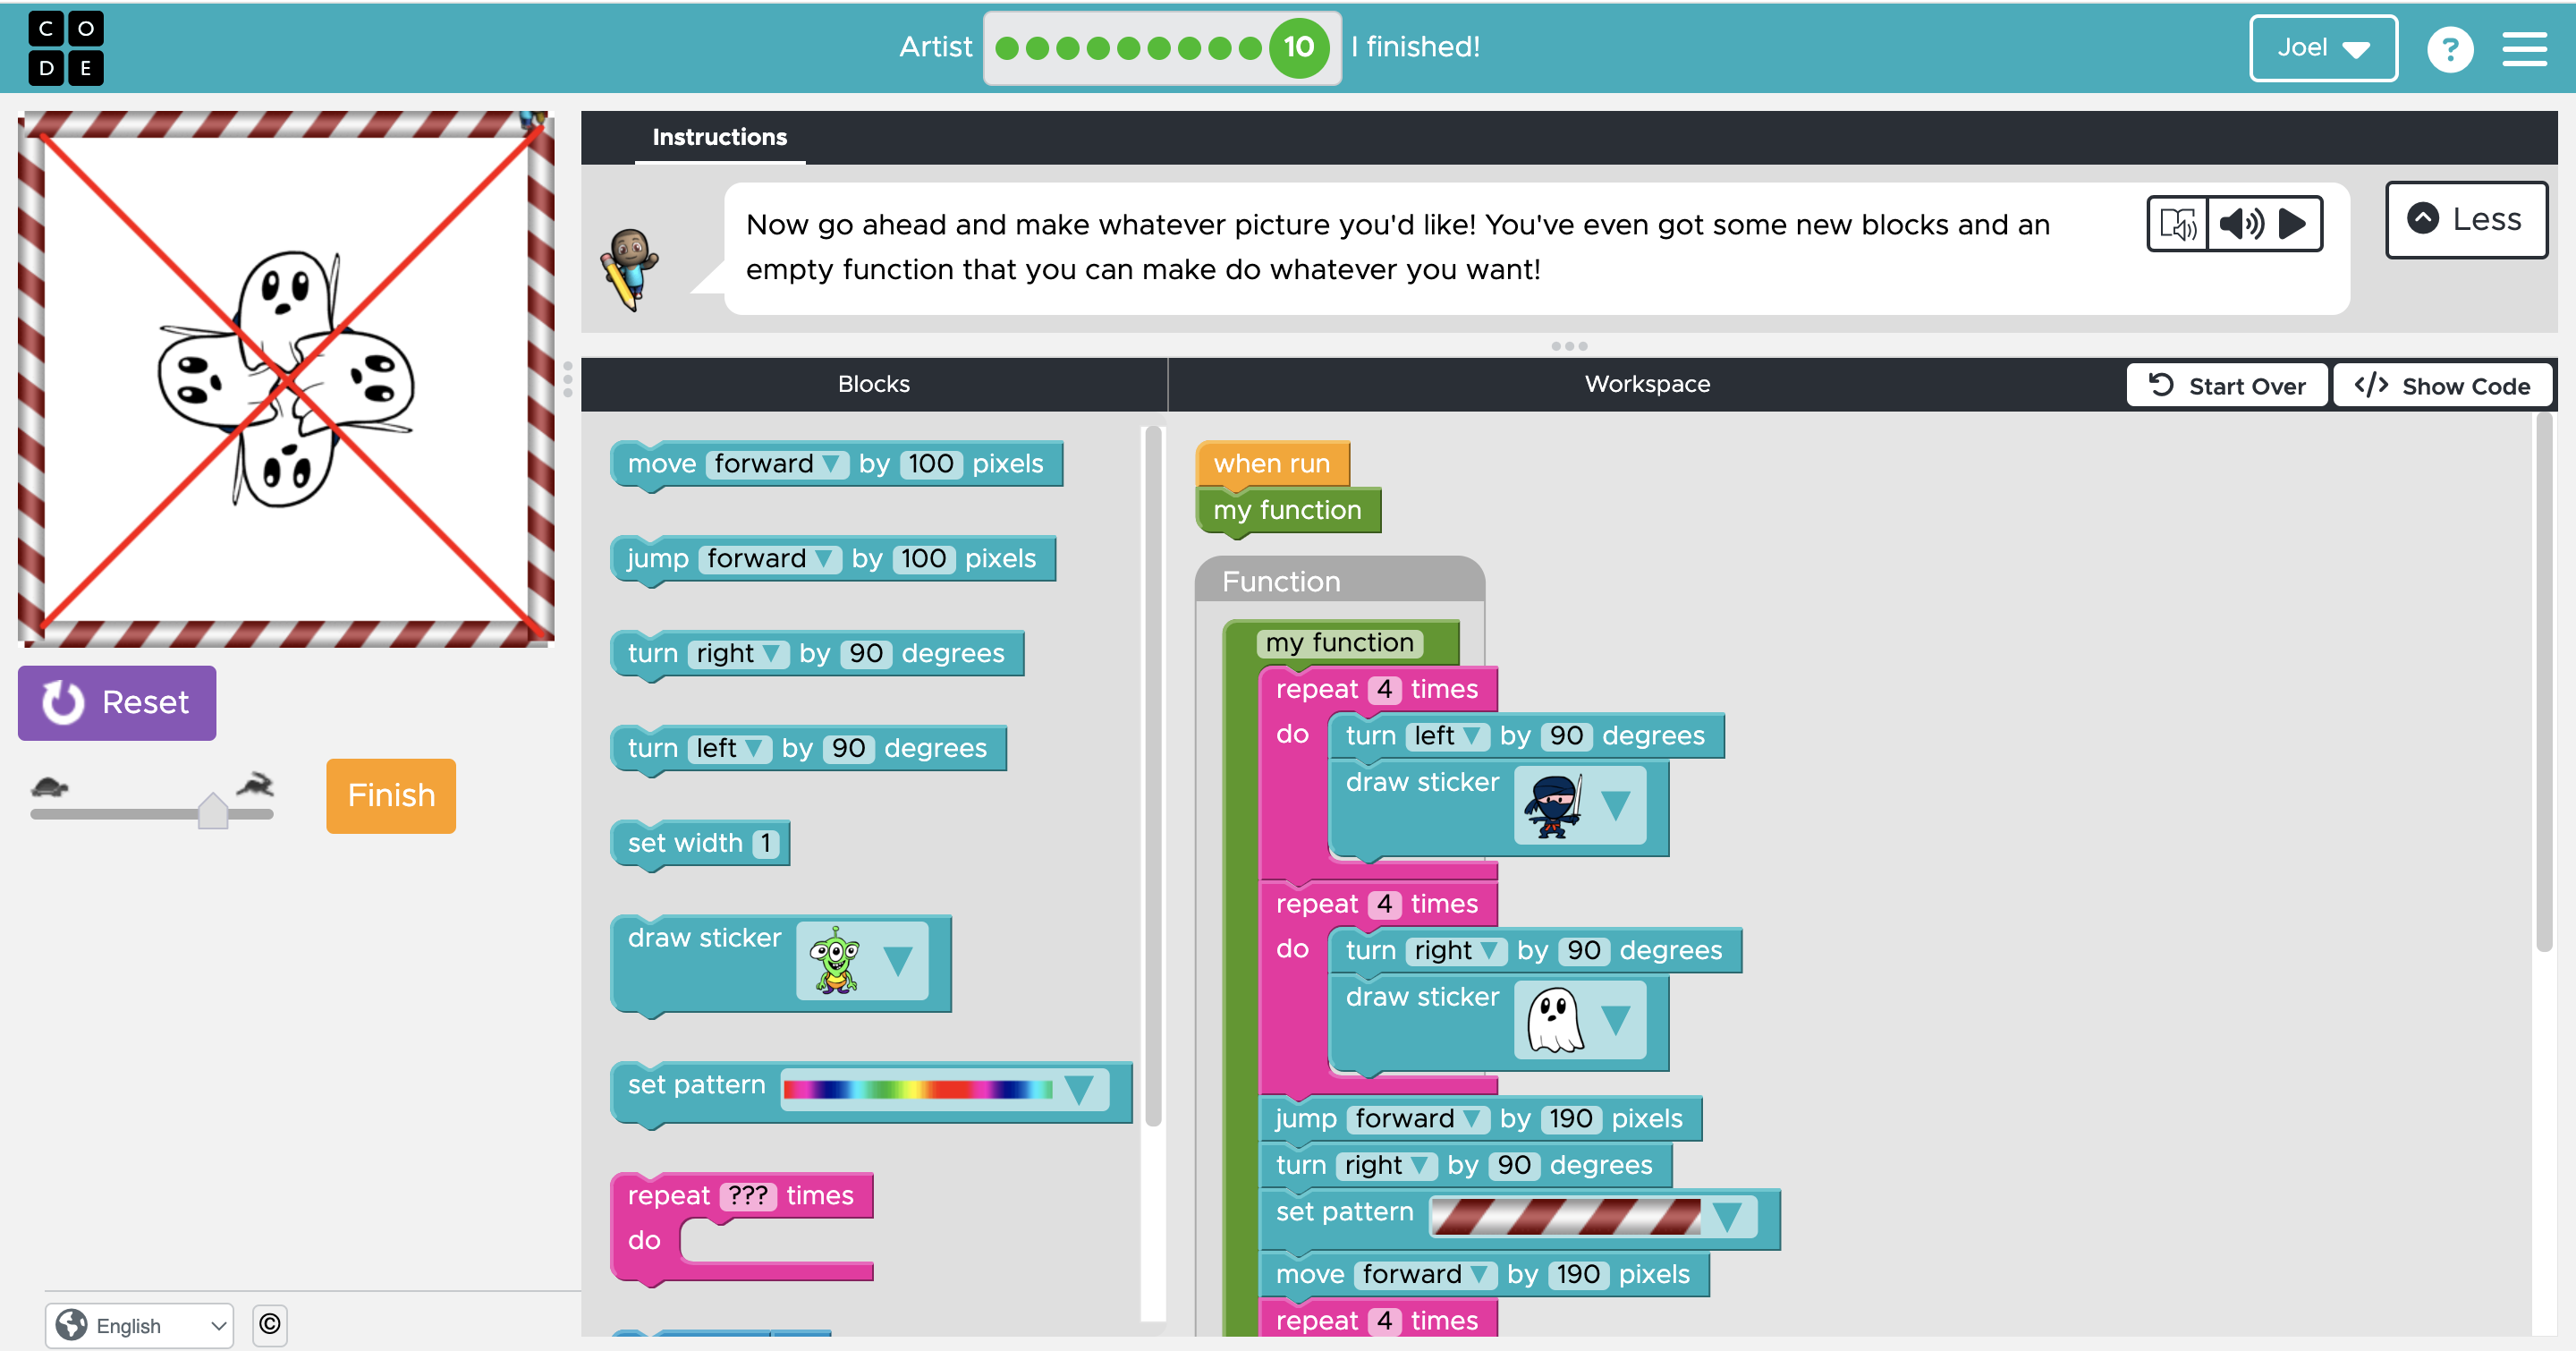 CODE
Artist 10 I finished!
Joel
?
Instructions
Now go ahead and make whatever picture you'd like! You've even got some new blocks and an
empty function that you can make do whatever you want!
Less
Blocks
Workspace
Start Over
</> Show Code
move forward by 100 pixels
jump forward by 100 pixels
turn right by 90 degrees
turn left by 90 degrees
set width 1
draw sticker
set pattern
repeat ??? times
do
when run
my function
Function
my function
repeat 4 times
do turn left by 90 degrees
draw sticker
repeat 4 times
do turn right by 90 degrees
draw sticker
jump forward by 190 pixels
turn right by 90 degrees
set pattern
move forward by 190 pixels
repeat 4 times
Reset
Finish
English
©